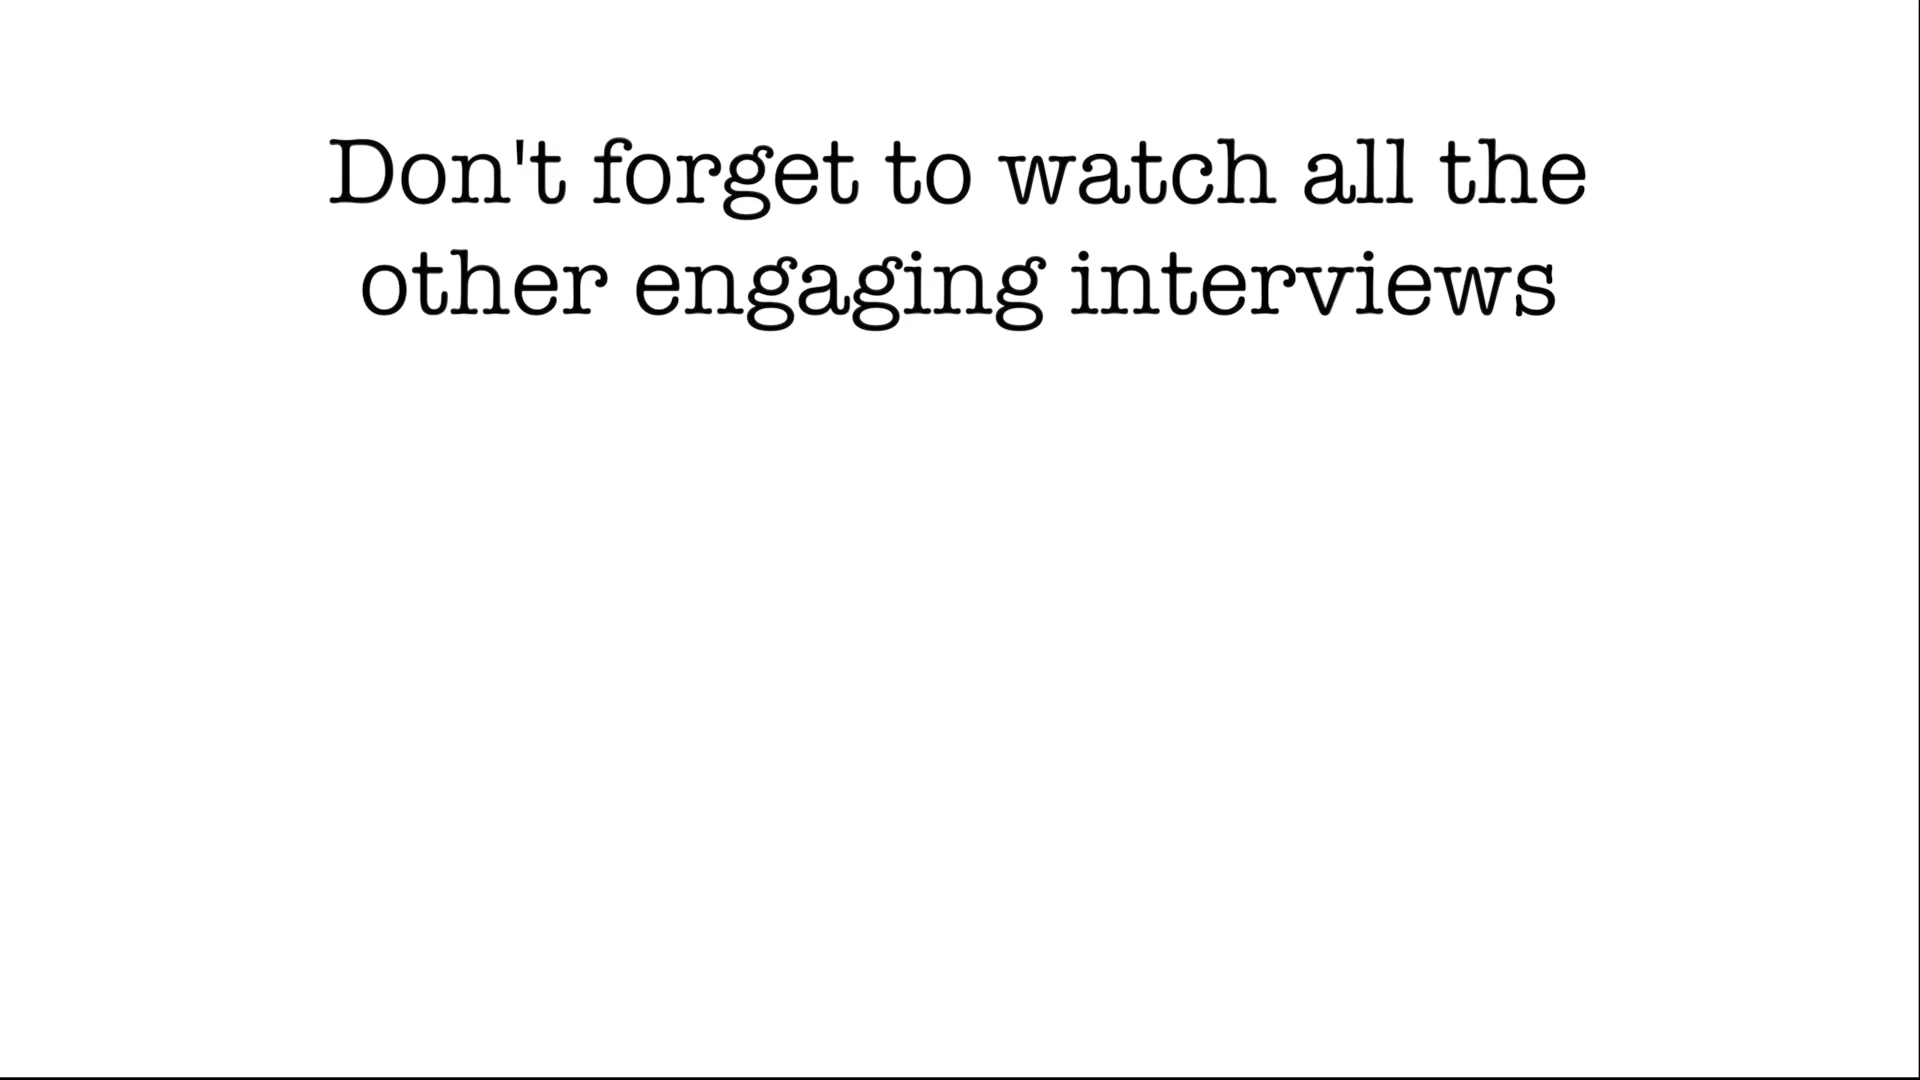 Don't forget to watch all the
other engaging interviews